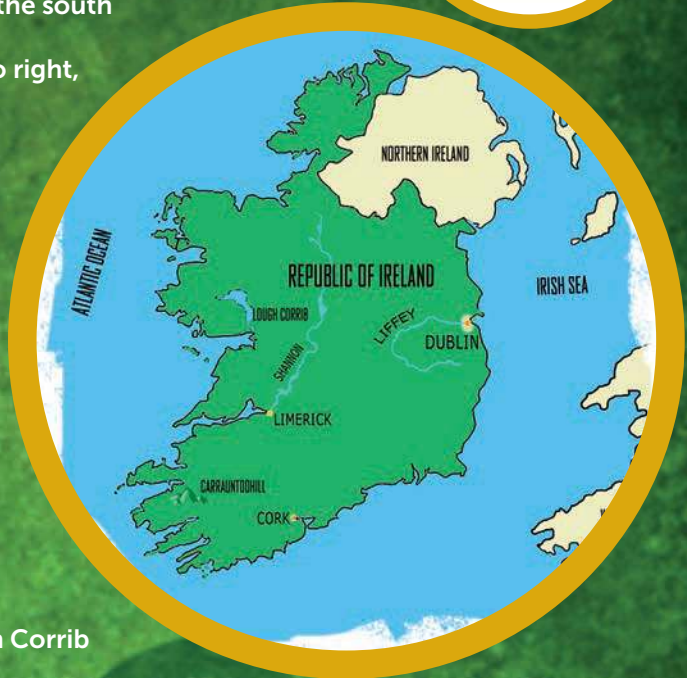 the south
right,
NORTHERN IRELAND
ATLANTIC OCEAN
REPUBLIC OF IRELAND
IRISH SEA
LOUGH CORRIB
LIFFEY
DUBLIN
SHANNON
LIMERICK
CARRAUNTOOHILL
CORK
Corrib